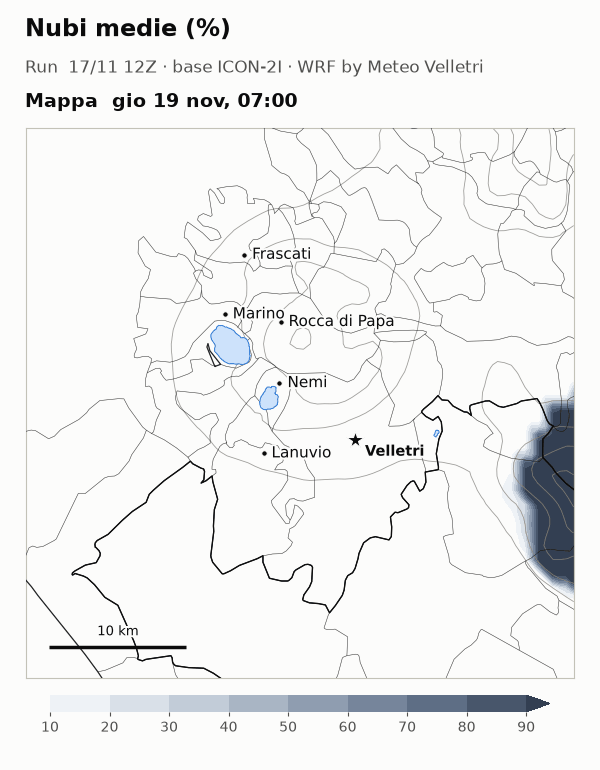 Nubi medie (%)
Run  17/11 12Z · base ICON-2I · WRF by Meteo Velletri
Mappa  gio 19 nov, 07:00
Frascati
Marino
Rocca di Papa
Nemi
Velletri
Lanuvio
10 km
10 20 30 40 50 60 70 80 90